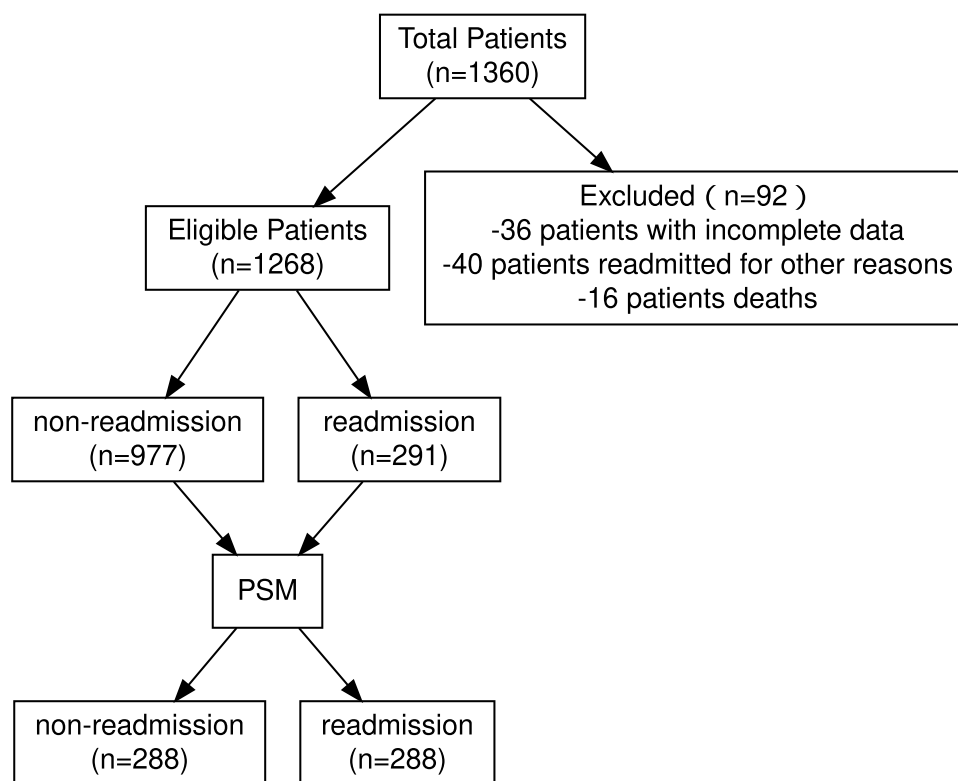 Total Patients
(n=1360)
Excluded ( n=92 )
-36 patients with incomplete data
-40 patients readmitted for other reasons
-16 patients deaths
Eligible Patients
(n=1268)
non-readmission
(n=977)
readmission
(n=291)
PSM
non-readmission
(n=288)
readmission
(n=288)